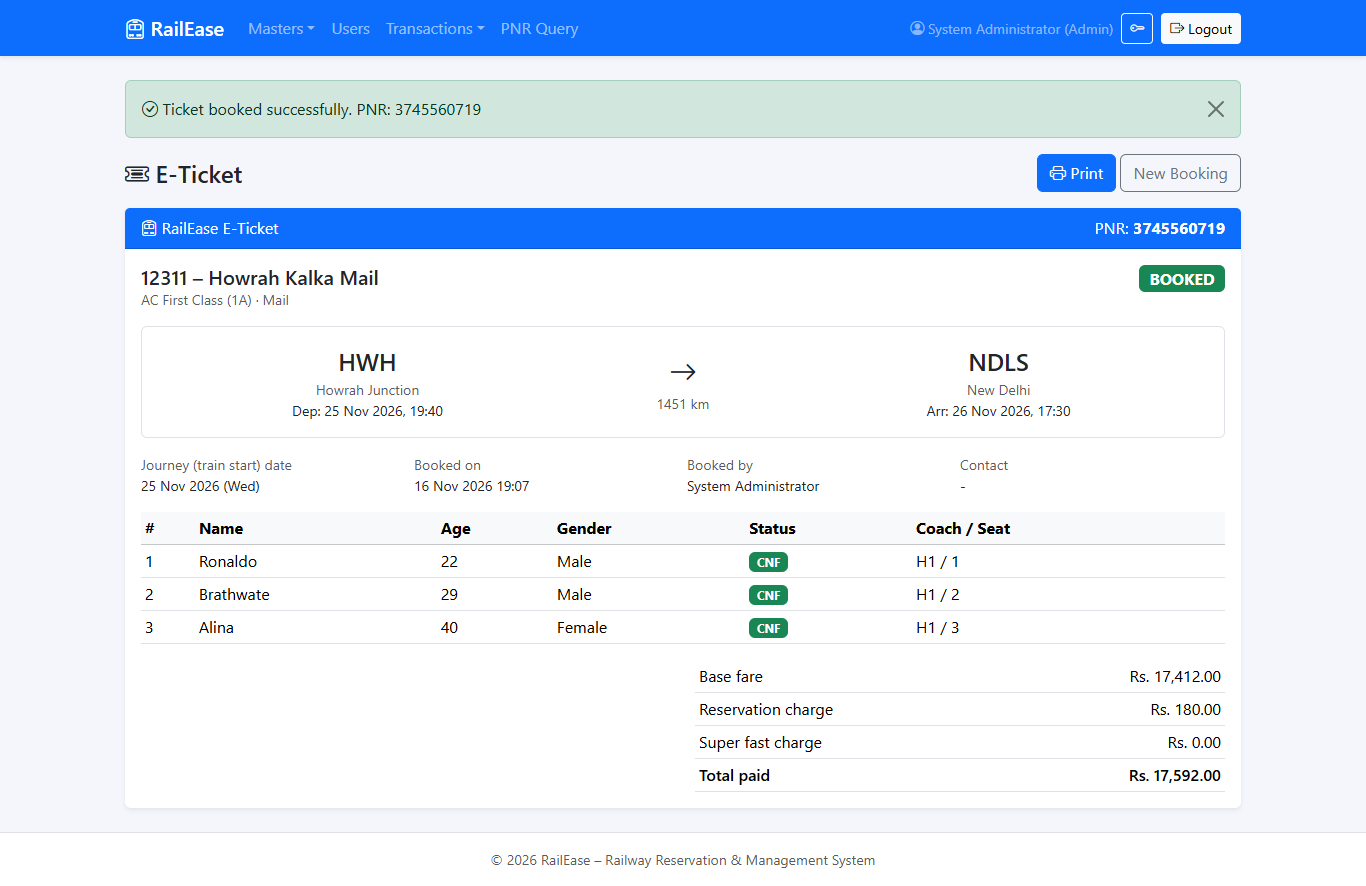 RailEase Masters Users Transactions PNR Query System Administrator (Admin) Logout
Ticket booked successfully. PNR: 3745560719
E-Ticket Print New Booking
RailEase E-Ticket PNR: 3745560719
12311 – Howrah Kalka Mail BOOKED
AC First Class (1A) · Mail
HWH NDLS
Howrah Junction New Delhi
1451 km
Dep: 25 Nov 2026, 19:40 Arr: 26 Nov 2026, 17:30
Journey (train start) date Booked on Booked by Contact
25 Nov 2026 (Wed) 16 Nov 2026 19:07 System Administrator -
# Name Age Gender Status Coach / Seat
1 Ronaldo 22 Male CNF H1 / 1
2 Brathwate 29 Male CNF H1 / 2
3 Alina 40 Female CNF H1 / 3
Base fare Rs. 17,412.00
Reservation charge Rs. 180.00
Super fast charge Rs. 0.00
Total paid Rs. 17,592.00
© 2026 RailEase – Railway Reservation & Management System